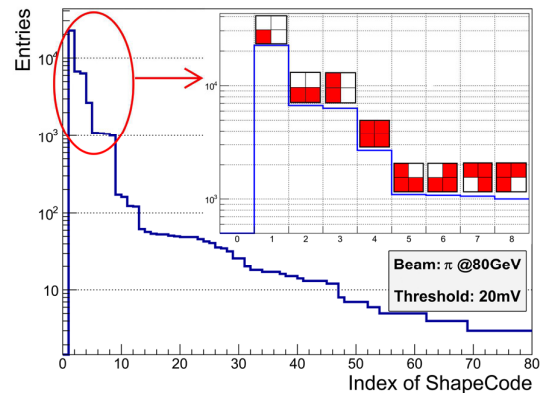 Entries
10⁴
10³
10²
10
0 10 20 30 40 50 60 70 80
Index of ShapeCode
10⁴
10³
0 1 2 3 4 5 6 7 8
Beam: π @80GeV
Threshold: 20mV